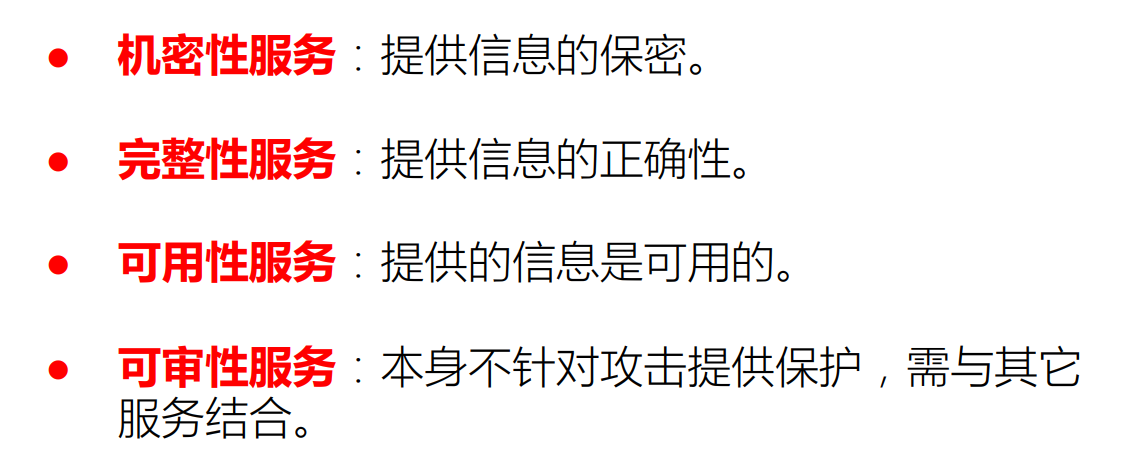 ● 机密性服务：提供信息的保密。
● 完整性服务：提供信息的正确性。
● 可用性服务：提供的信息是可用的。
● 可审性服务：本身不针对攻击提供保护，需与其它
服务结合。